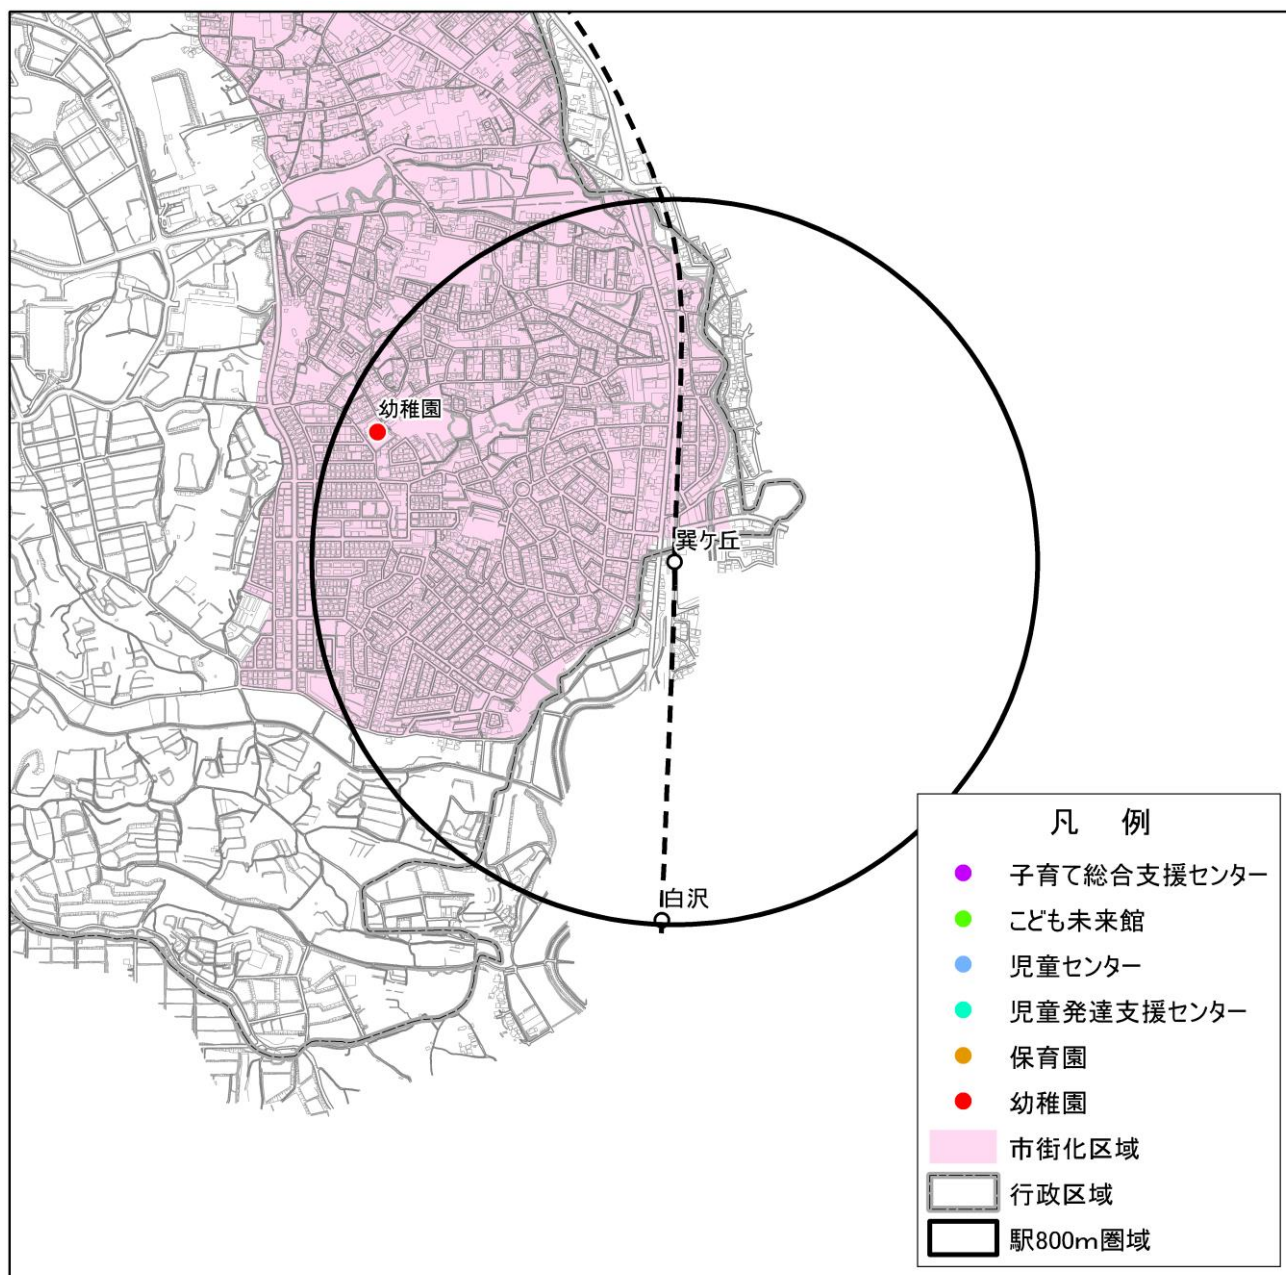 幼稚園
巽ケ丘
白沢
凡 例
子育て総合支援センター
こども未来館
児童センター
児童発達支援センター
保育園
幼稚園
市街化区域
行政区域
駅800m圏域